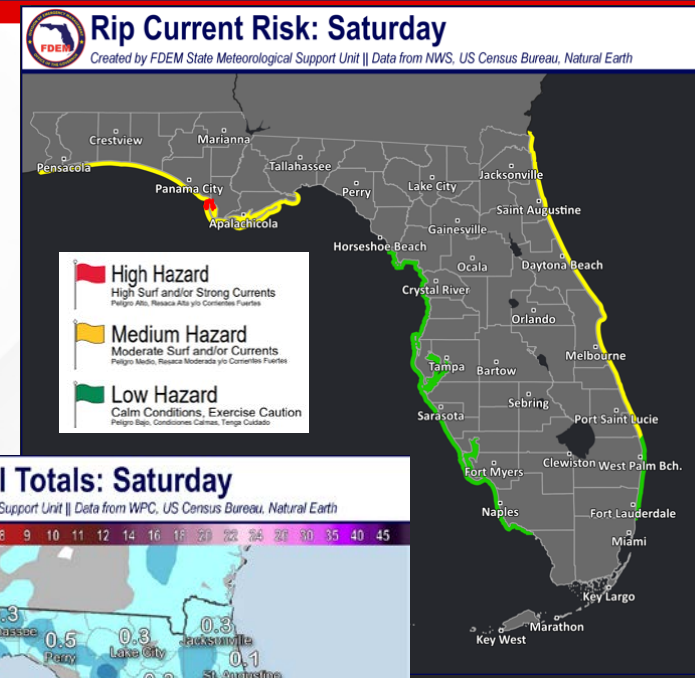 Rip Current Risk: Saturday
FDEM
Created by FDEM State Meteorological Support Unit || Data from NWS, US Census Bureau, Natural Earth
Crestview
Marianna
Pensacola
Tallahassee
Jacksonville
Panama City
Perry
Lake City
Saint Augustine
Apalachicola
Gainesville
Horseshoe Beach
Ocala
Daytona Beach
Crystal River
Orlando
Melbourne
Tampa
Bartow
Sebring
Sarasota
Port Saint Lucie
Clewiston
West Palm Bch.
Fort Myers
Naples
Fort Lauderdale
Miami
Key Largo
Marathon
Key West
High Hazard
High Surf and/or Strong Currents
Peligro Alto, Resaca Alta y/o Corrientes Fuertes
Medium Hazard
Moderate Surf and/or Currents
Peligro Medio, Resaca Moderada y/o Corrientes Fuertes
Low Hazard
Calm Conditions, Exercise Caution
Peligro Bajo, Condiciones Calmas, Tenga Cuidado
l Totals: Saturday
Support Unit || Data from WPC, US Census Bureau, Natural Earth
8 9 10 11 12 14 16 18 20 22 24 26 30 35 40 45
.3
assee
0.5
Perry
0.3
Lake City
0.3
Jacksonville
0.1
St. Augustine